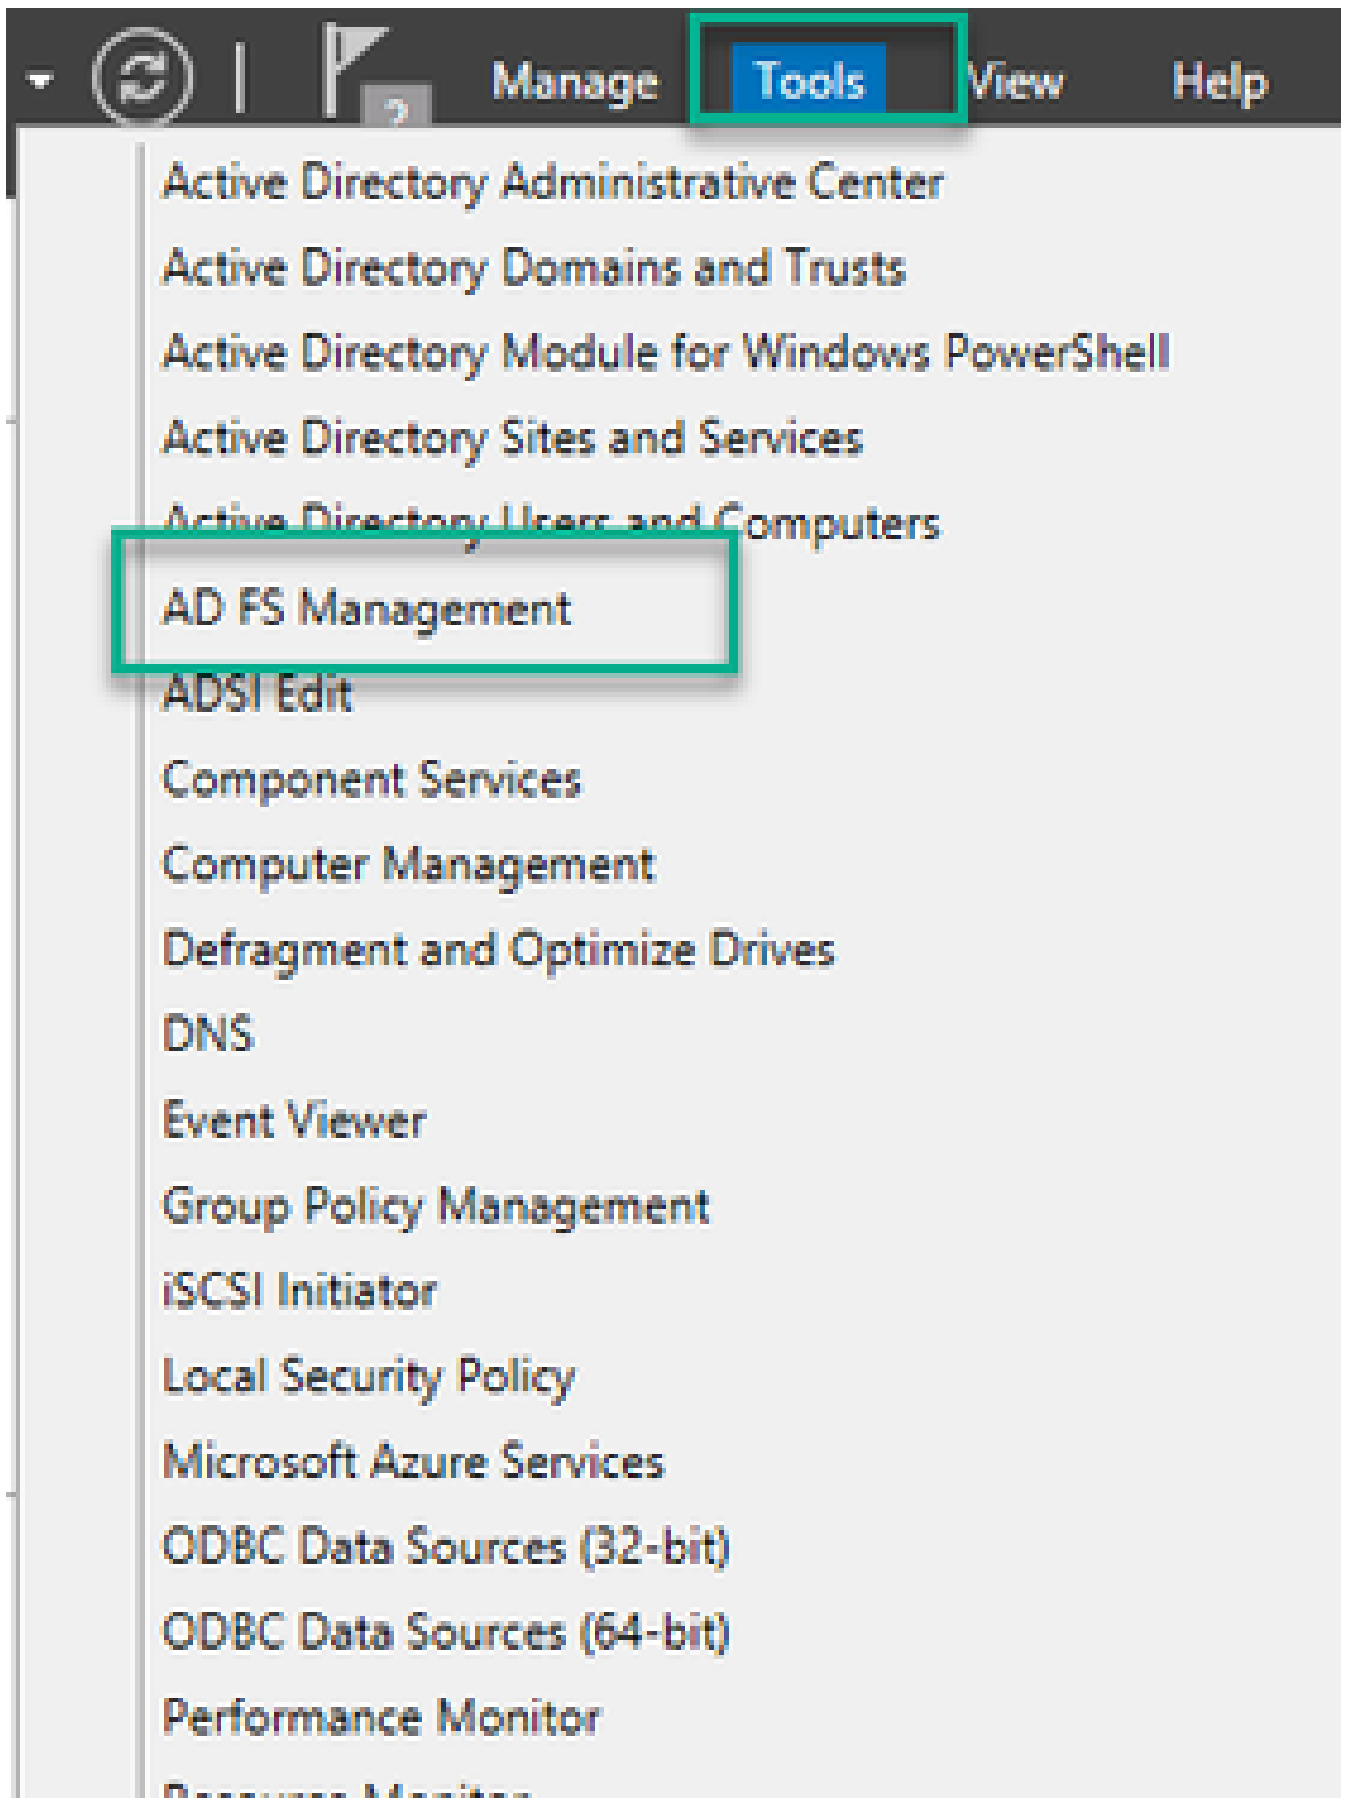 Manage Tools View Help
Active Directory Administrative Center
Active Directory Domains and Trusts
Active Directory Module for Windows PowerShell
Active Directory Sites and Services
Active Directory Users and Computers
AD FS Management
ADSI Edit
Component Services
Computer Management
Defragment and Optimize Drives
DNS
Event Viewer
Group Policy Management
iSCSI Initiator
Local Security Policy
Microsoft Azure Services
ODBC Data Sources (32-bit)
ODBC Data Sources (64-bit)
Performance Monitor
Resource Monitor